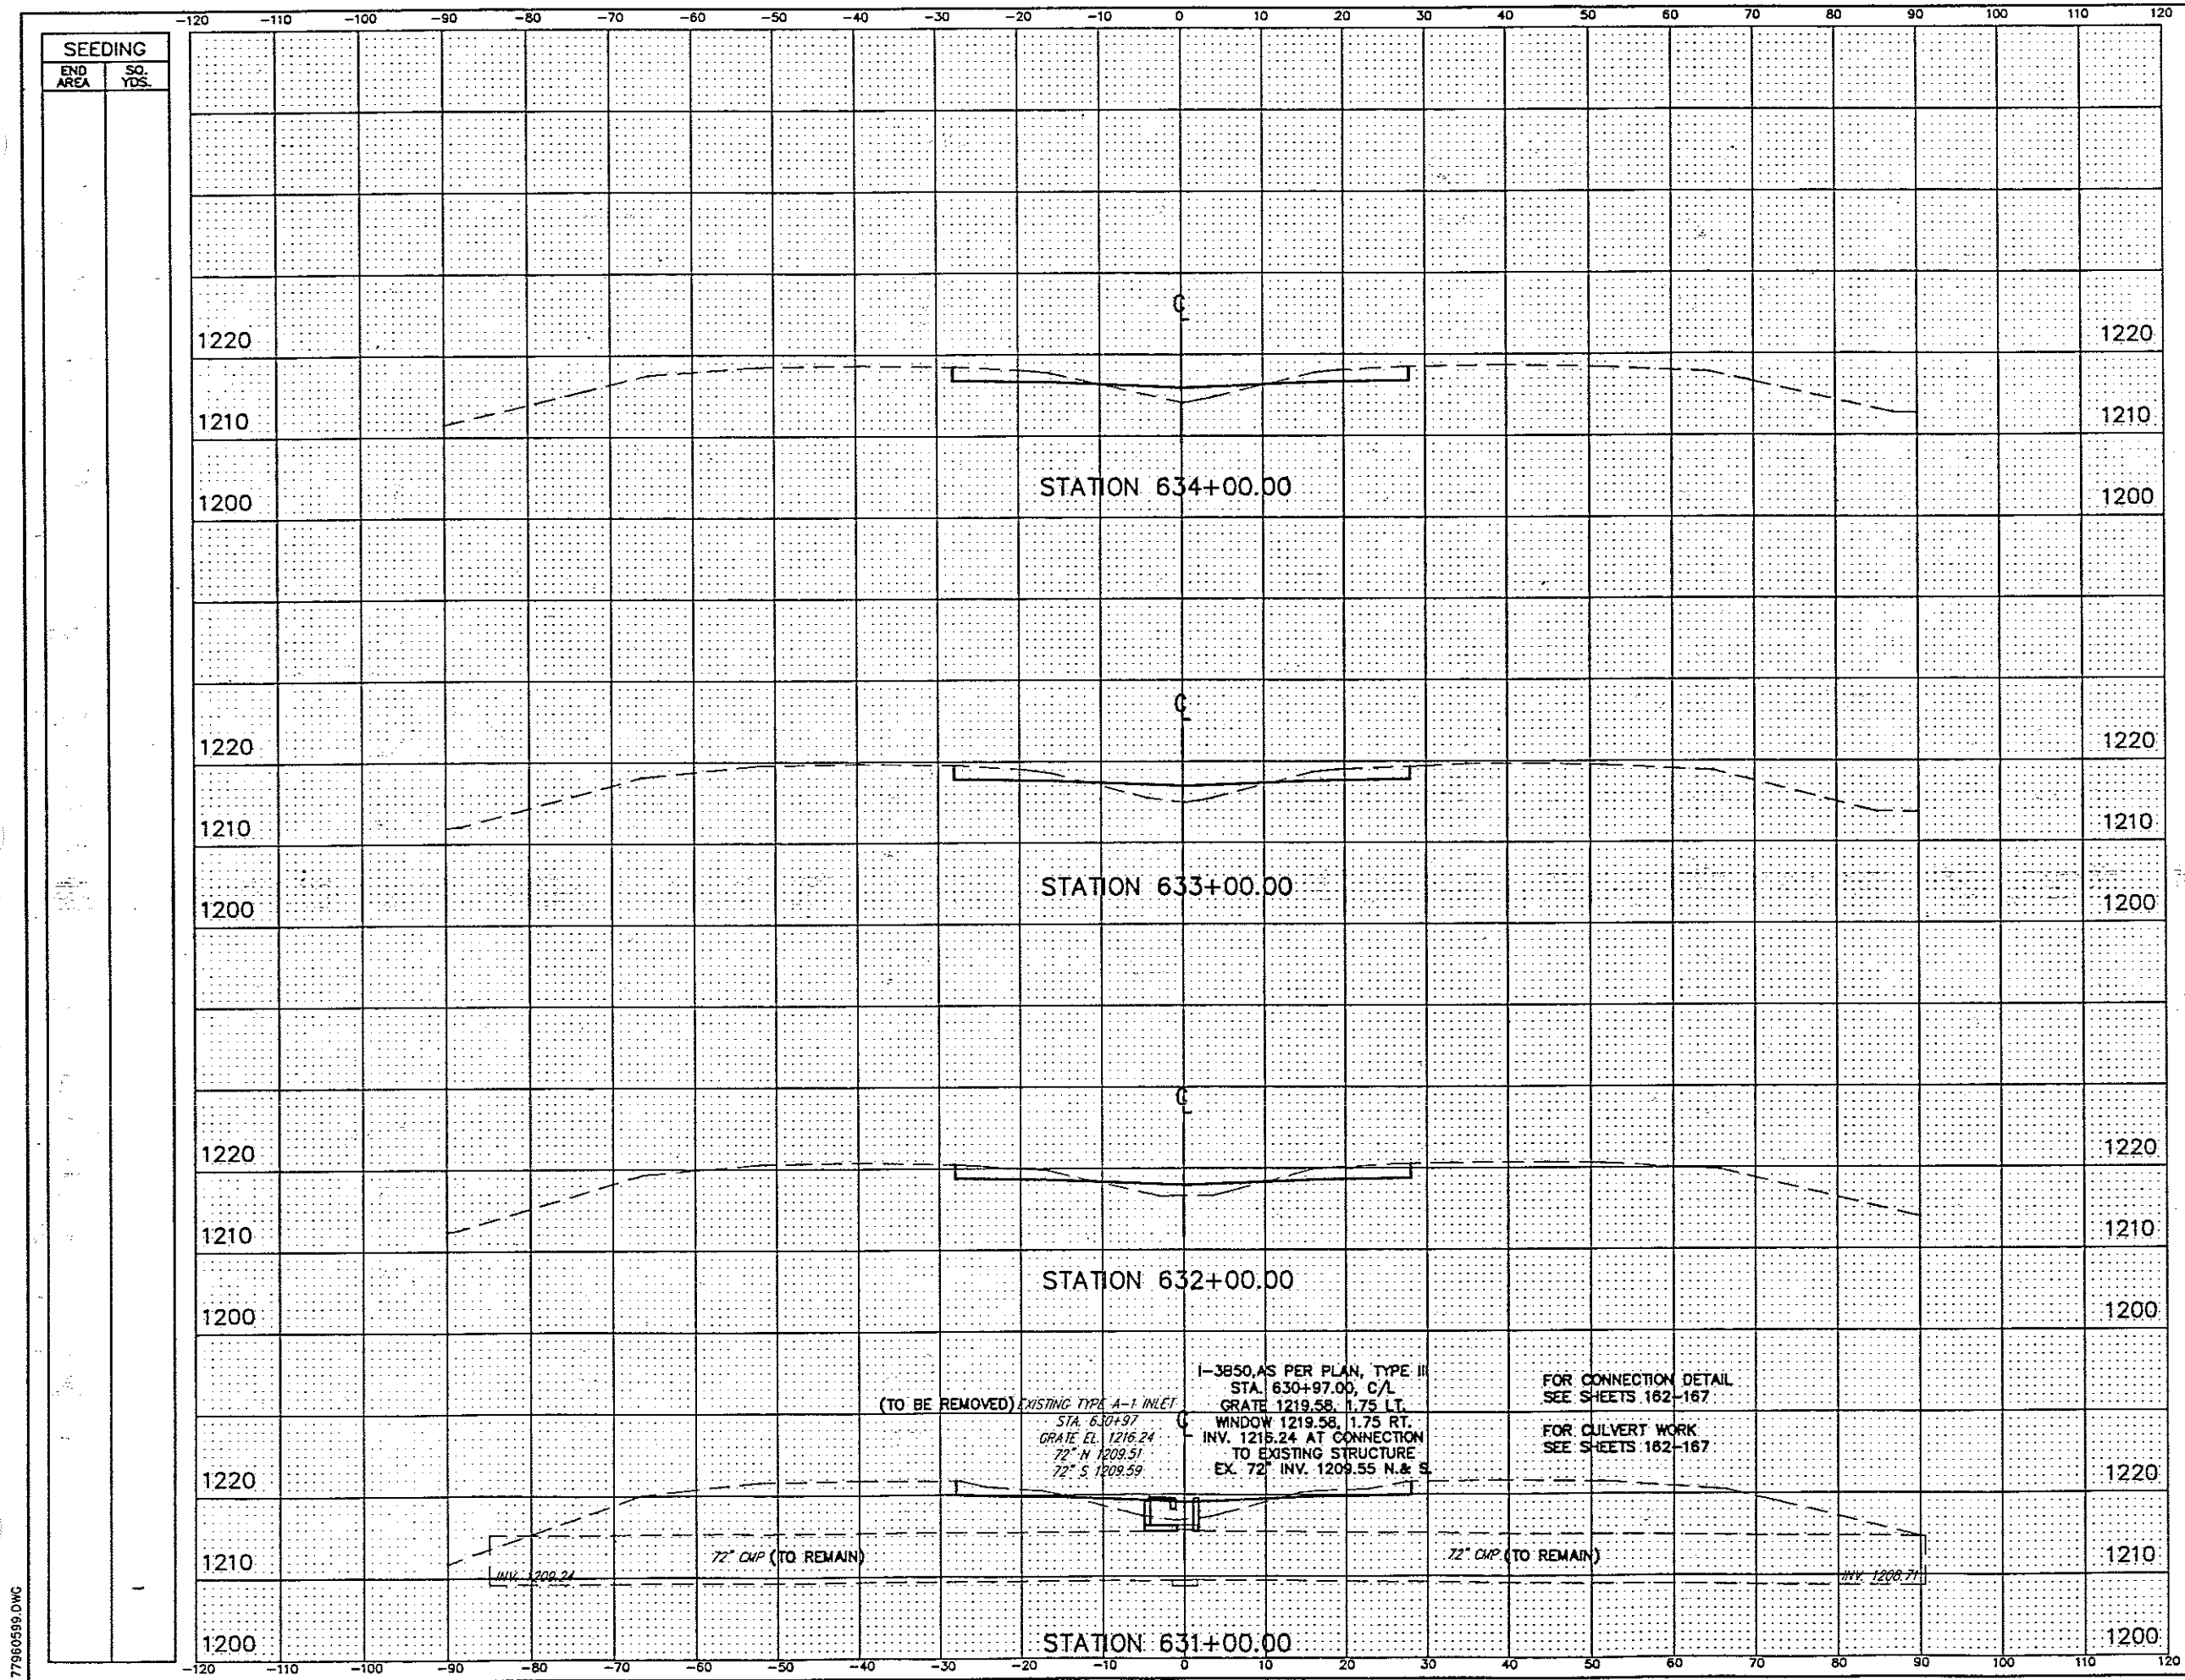 -120 -110 -100 -90 -80 -70 -60 -50 -40 -30 -20 -10 0 10 20 30 40 50 60 70 80 90 100 110 120
SEEDING
END AREA
SQ. YDS.
℄
1220 1220
1210 1210
STATION 634+00.00
1200 1200
℄
1220 1220
1210 1210
STATION 633+00.00
1200 1200
℄
1220 1220
1210 1210
STATION 632+00.00
1200 1200
(TO BE REMOVED) EXISTING TYPE A-1 INLET
STA. 630+97
GRATE EL. 1216.24
72" N 1209.51
72" S 1209.59
I-3B50, AS PER PLAN, TYPE III
STA. 630+97.00, C/L
GRATE 1219.58, 1.75 LT.
WINDOW 1219.58, 1.75 RT.
INV. 1216.24 AT CONNECTION
TO EXISTING STRUCTURE
EX. 72" INV. 1209.55 N.& S.
℄
FOR CONNECTION DETAIL
SEE SHEETS 162-167
FOR CULVERT WORK
SEE SHEETS 162-167
1220 1220
72" CMP (TO REMAIN)
72" CMP (TO REMAIN)
1210 1210
INV. 1209.24
INV. 1208.71
STATION 631+00.00
1200 1200
-120 -110 -100 -90 -80 -70 -60 -50 -40 -30 -20 -10 0 10 20 30 40 50 60 70 80 90 100 110 120
77960599.DWG